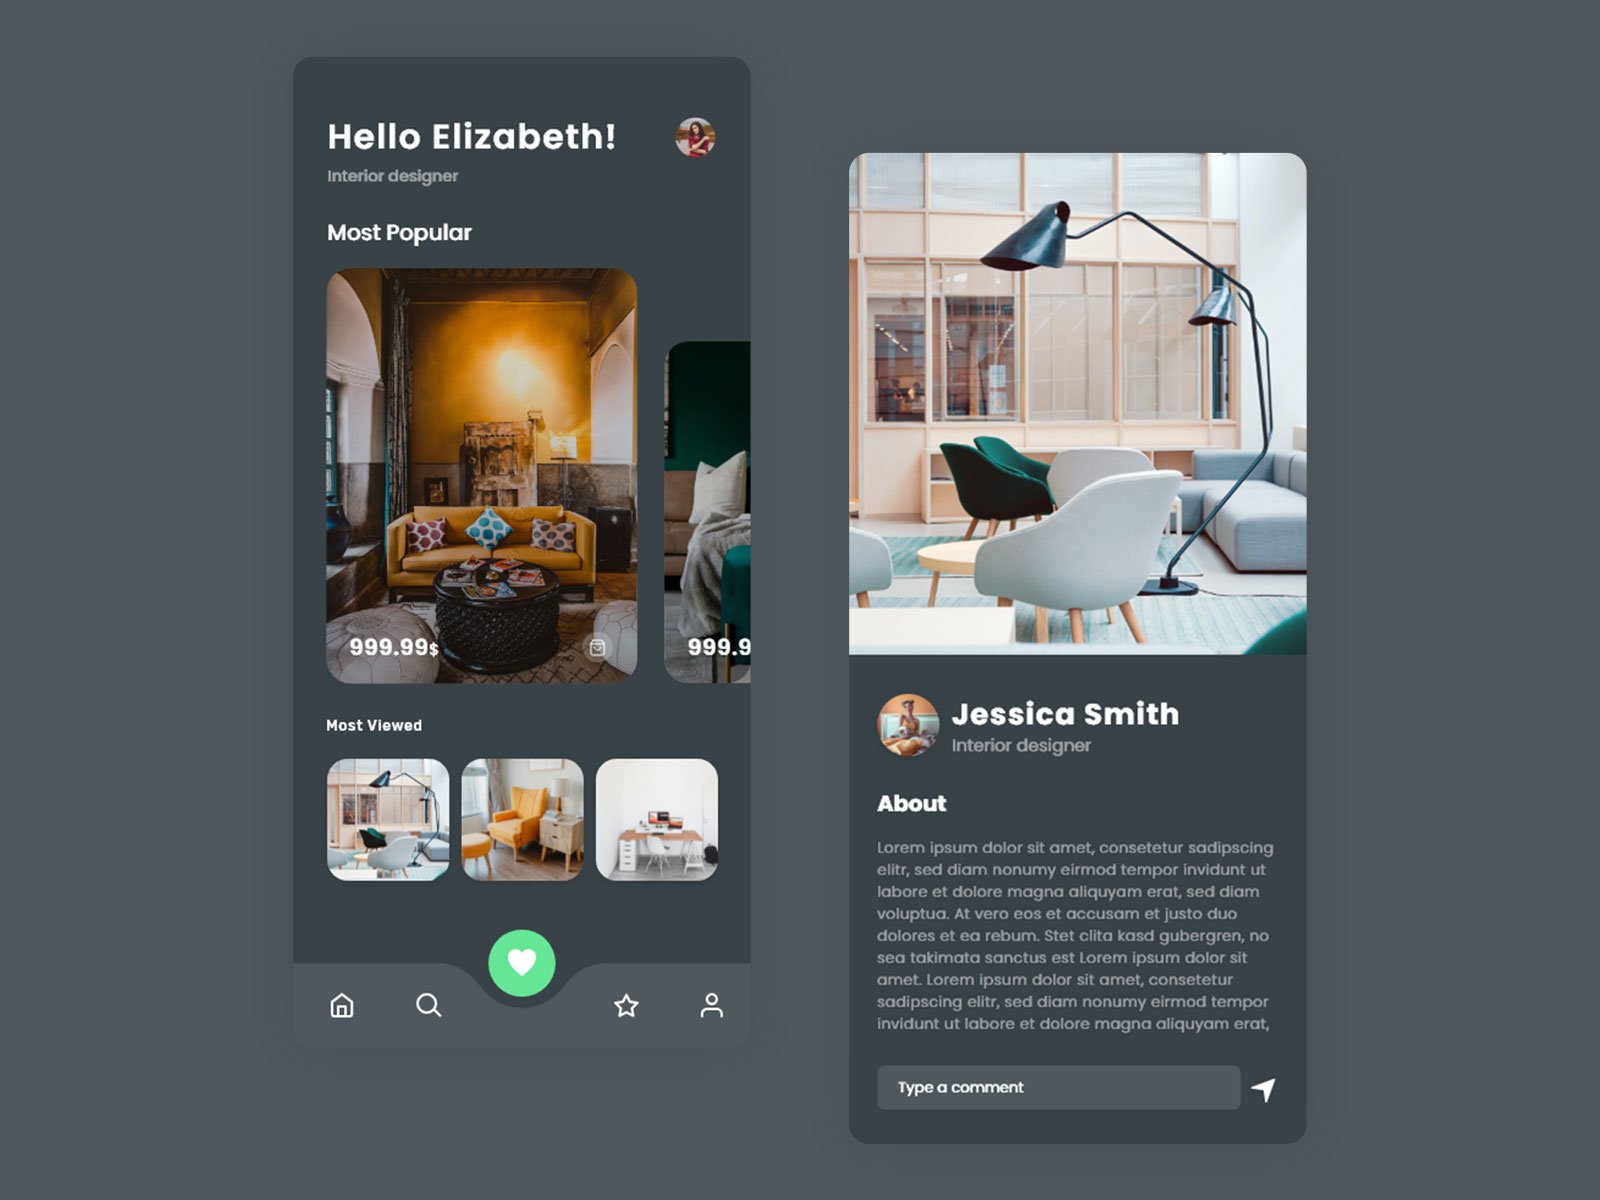 Hello Elizabeth!
Interior designer
Most Popular
999.99$
999.9
Most Viewed
Jessica Smith
Interior designer
About
Lorem ipsum dolor sit amet, consetetur sadipscing
elitr, sed diam nonumy eirmod tempor invidunt ut
labore et dolore magna aliquyam erat, sed diam
voluptua. At vero eos et accusam et justo duo
dolores et ea rebum. Stet clita kasd gubergren, no
sea takimata sanctus est Lorem ipsum dolor sit
amet. Lorem ipsum dolor sit amet, consetetur
sadipscing elitr, sed diam nonumy eirmod tempor
invidunt ut labore et dolore magna aliquyam erat,
Type a comment